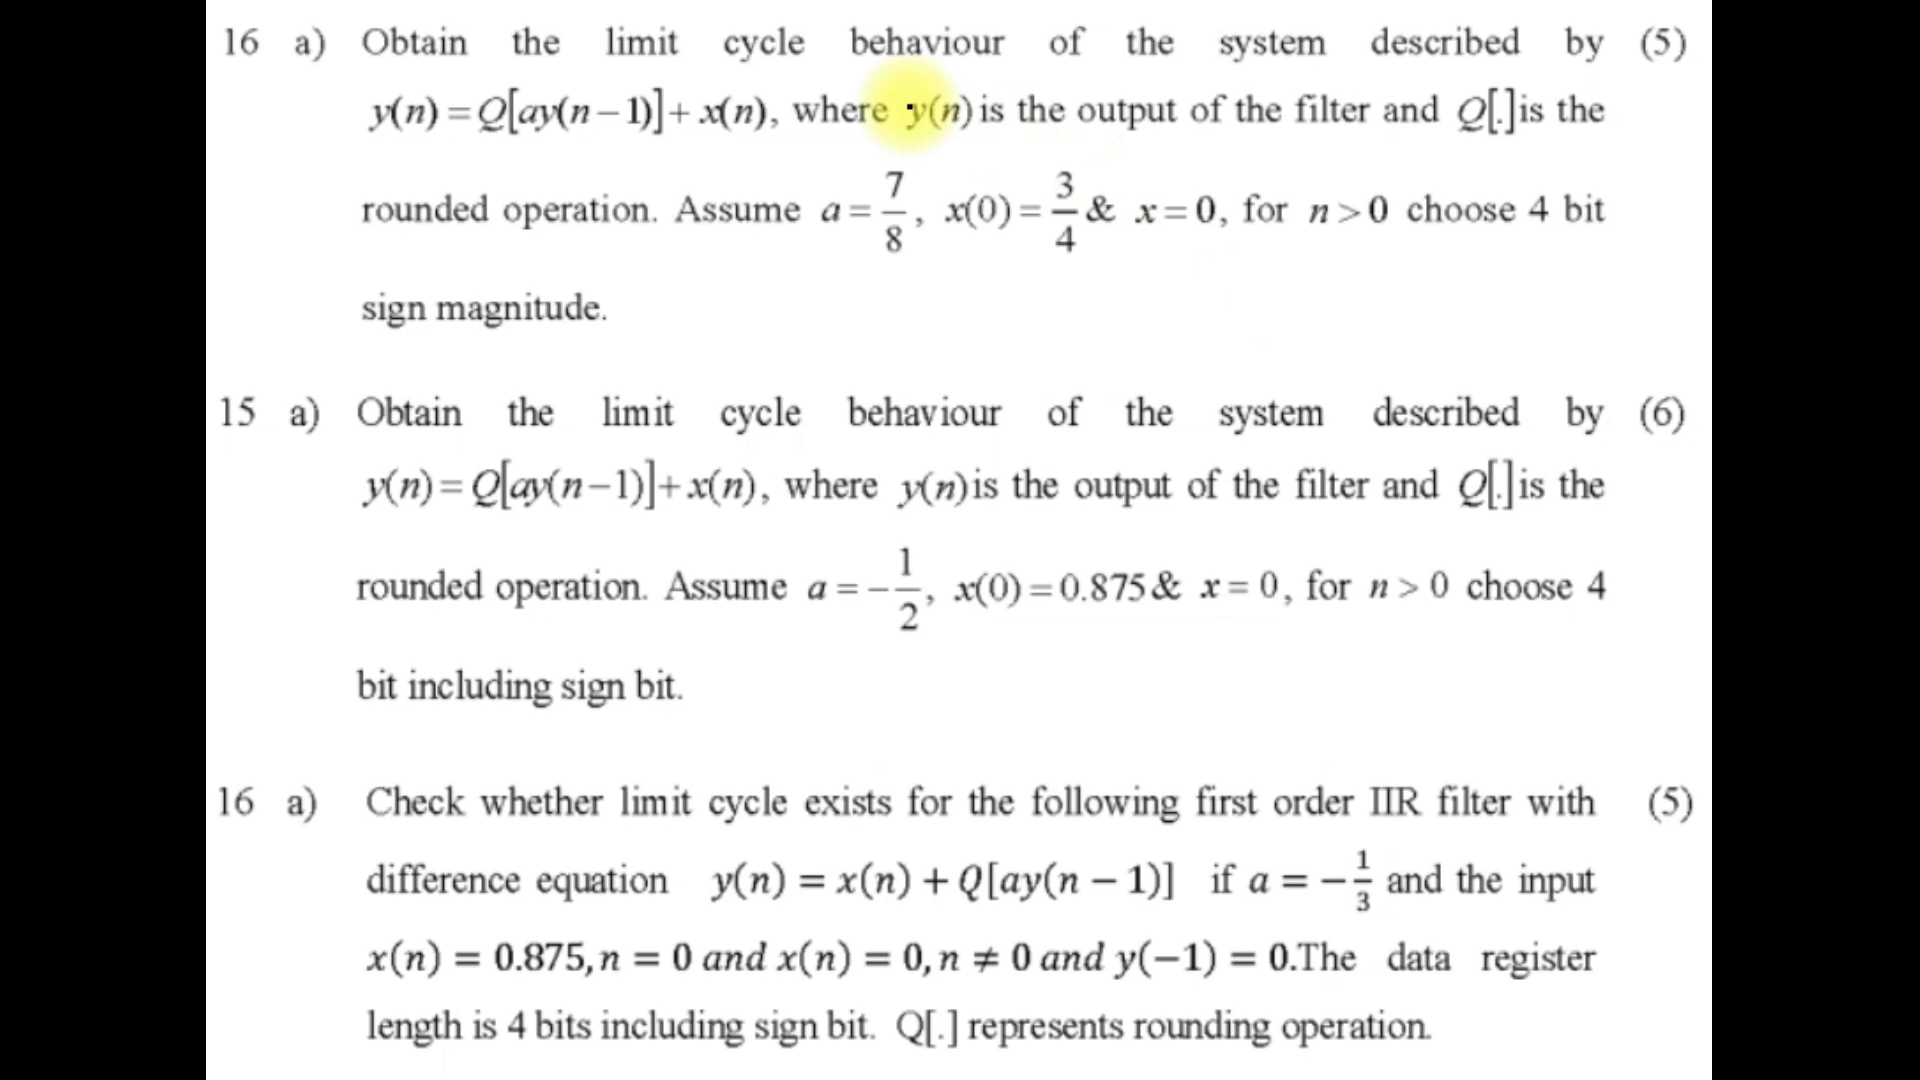 16 a) Obtain the limit cycle behaviour of the system described by (5)
y(n) = Q[ay(n−1)] + x(n), where y(n) is the output of the filter and Q[.] is the
rounded operation. Assume a = 7/8, x(0) = 3/4 & x = 0, for n > 0 choose 4 bit
sign magnitude.
15 a) Obtain the limit cycle behaviour of the system described by (6)
y(n) = Q[ay(n−1)] + x(n), where y(n) is the output of the filter and Q[.] is the
rounded operation. Assume a = −1/2, x(0) = 0.875 & x = 0, for n > 0 choose 4
bit including sign bit.
16 a) Check whether limit cycle exists for the following first order IIR filter with (5)
difference equation y(n) = x(n) + Q[ay(n − 1)] if a = −1/3 and the input
x(n) = 0.875, n = 0 and x(n) = 0, n ≠ 0 and y(−1) = 0.The data register
length is 4 bits including sign bit. Q[.] represents rounding operation.